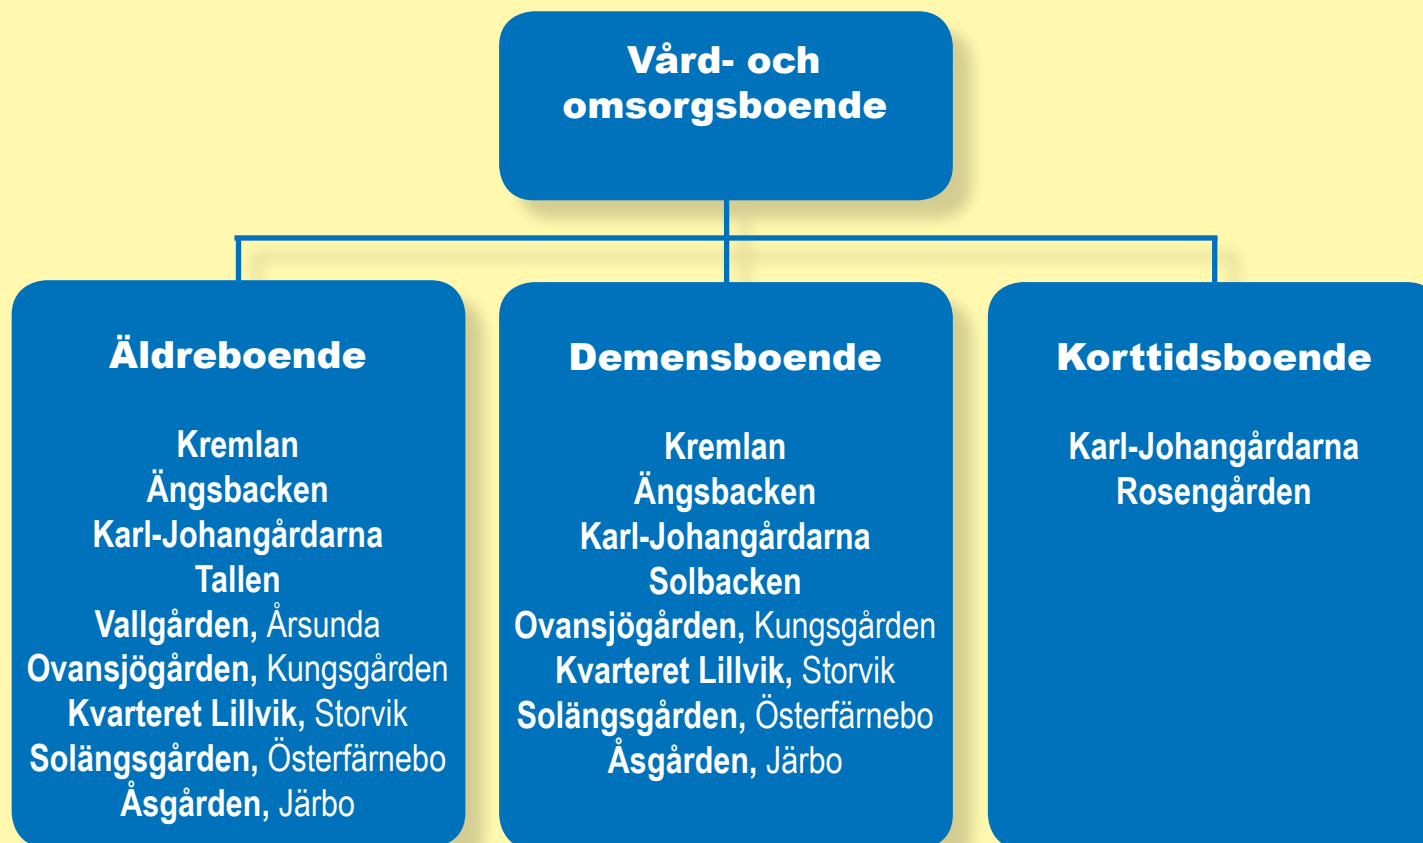 Vård- och
omsorgsboende
Äldreboende
Kremlan
Ängsbacken
Karl-Johangårdarna
Tallen
Vallgården, Årsunda
Ovansjögården, Kungsgården
Kvarteret Lillvik, Storvik
Solängsgården, Österfärnebo
Åsgården, Järbo
Demensboende
Kremlan
Ängsbacken
Karl-Johangårdarna
Solbacken
Ovansjögården, Kungsgården
Kvarteret Lillvik, Storvik
Solängsgården, Österfärnebo
Åsgården, Järbo
Korttidsboende
Karl-Johangårdarna
Rosengården